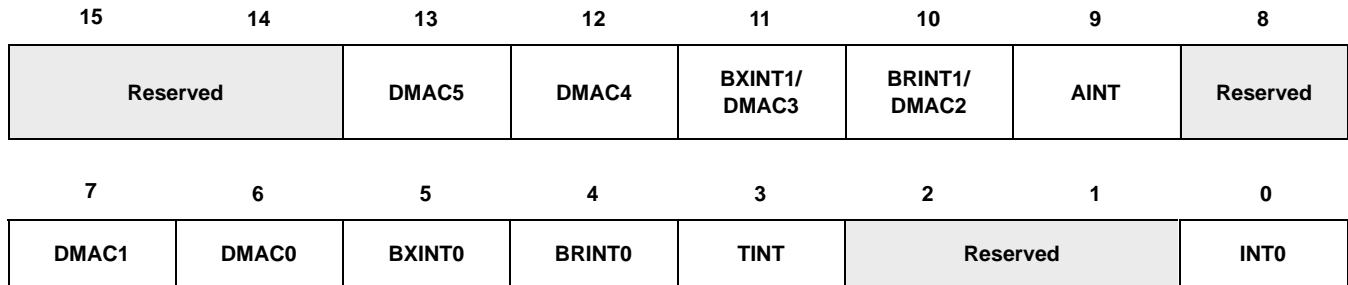 15 14 13 12 11 10 9 8
Reserved DMAC5 DMAC4 BXINT1/ DMAC3 BRINT1/ DMAC2 AINT Reserved
7 6 5 4 3 2 1 0
DMAC1 DMAC0 BXINT0 BRINT0 TINT Reserved INT0